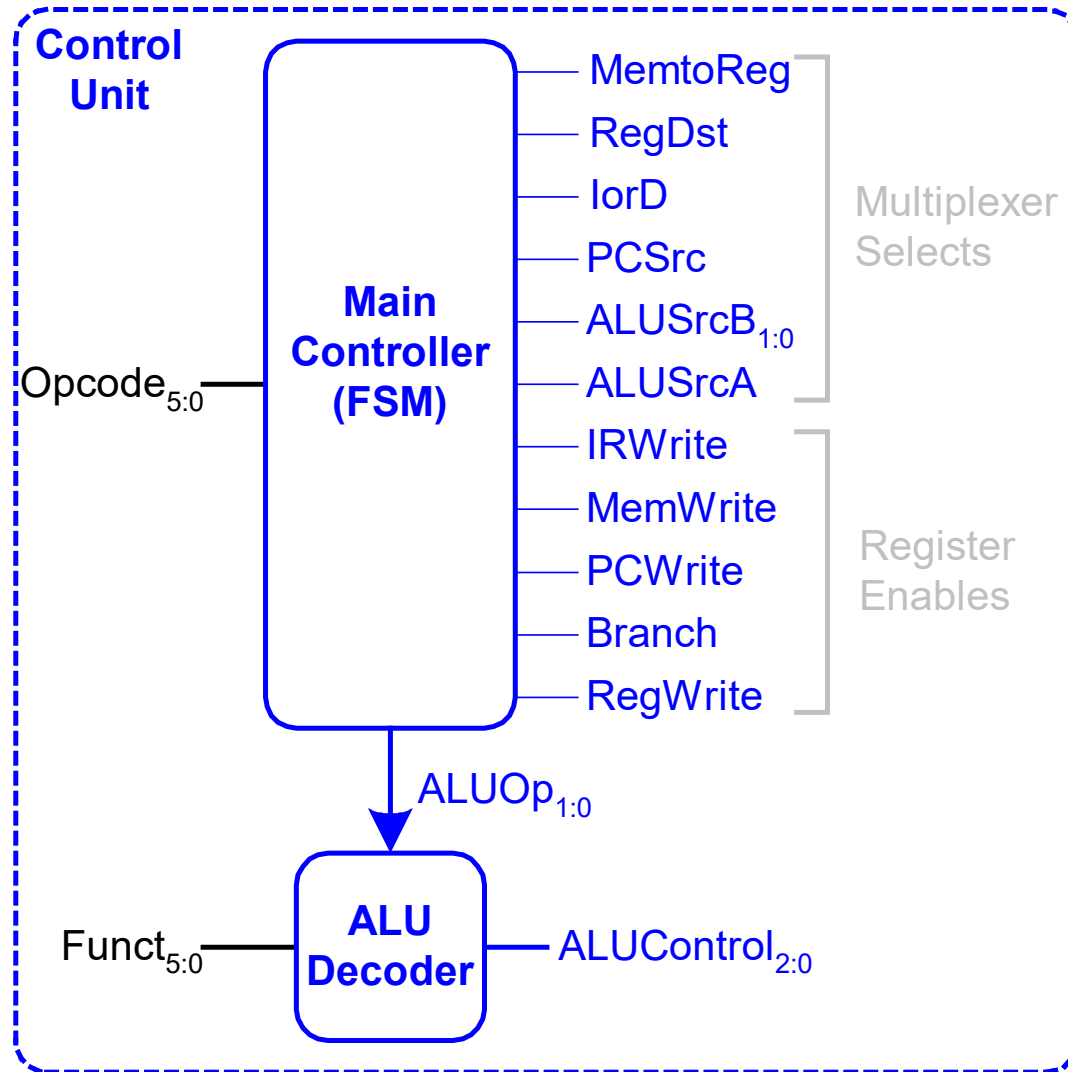 Control
Unit
MemtoReg
RegDst
IorD
PCSrc
ALUSrcB1:0
ALUSrcA
Multiplexer
Selects
Main
Controller
(FSM)
Opcode5:0
IRWrite
MemWrite
PCWrite
Branch
RegWrite
Register
Enables
ALUOp1:0
ALU
Decoder
Funct5:0
ALUControl2:0